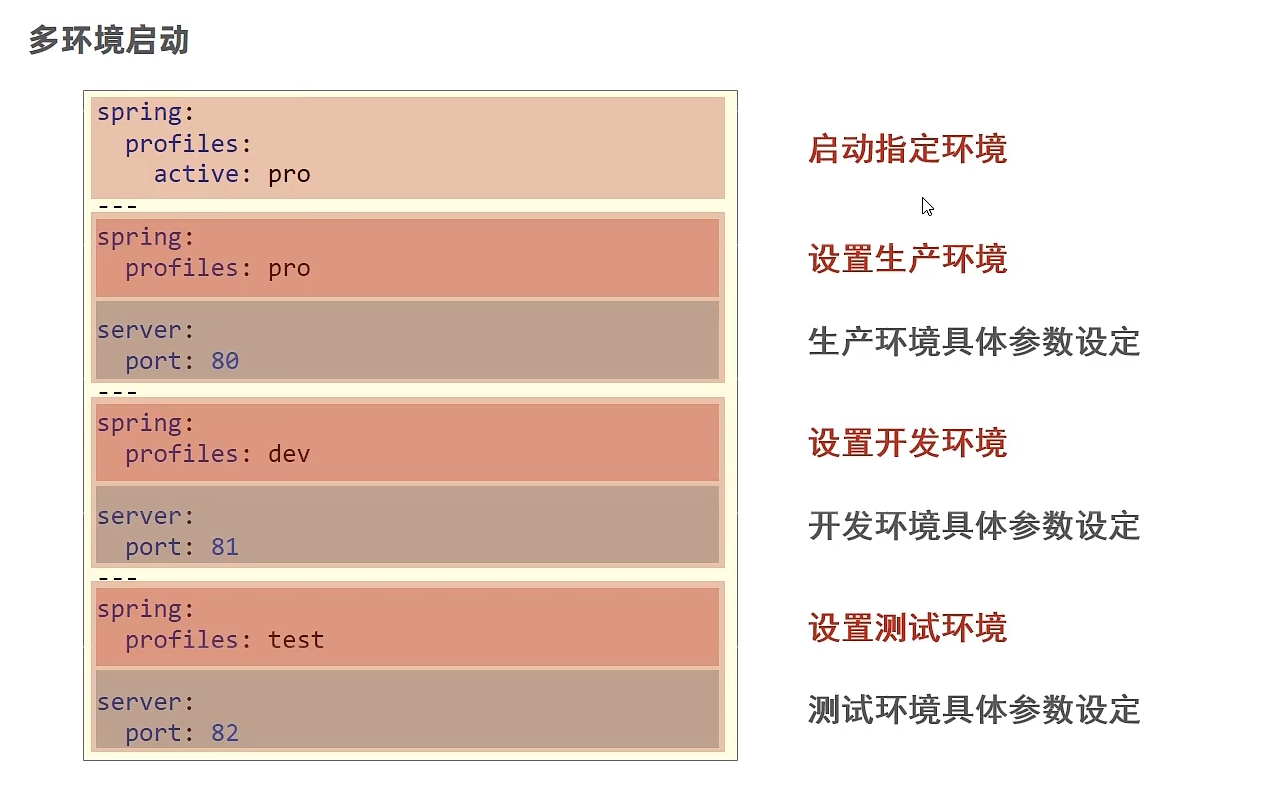 多环境启动
spring:
  profiles:
    active: pro
启动指定环境
---
spring:
  profiles: pro
设置生产环境
server:
  port: 80
生产环境具体参数设定
---
spring:
  profiles: dev
设置开发环境
server:
  port: 81
开发环境具体参数设定
---
spring:
  profiles: test
设置测试环境
server:
  port: 82
测试环境具体参数设定